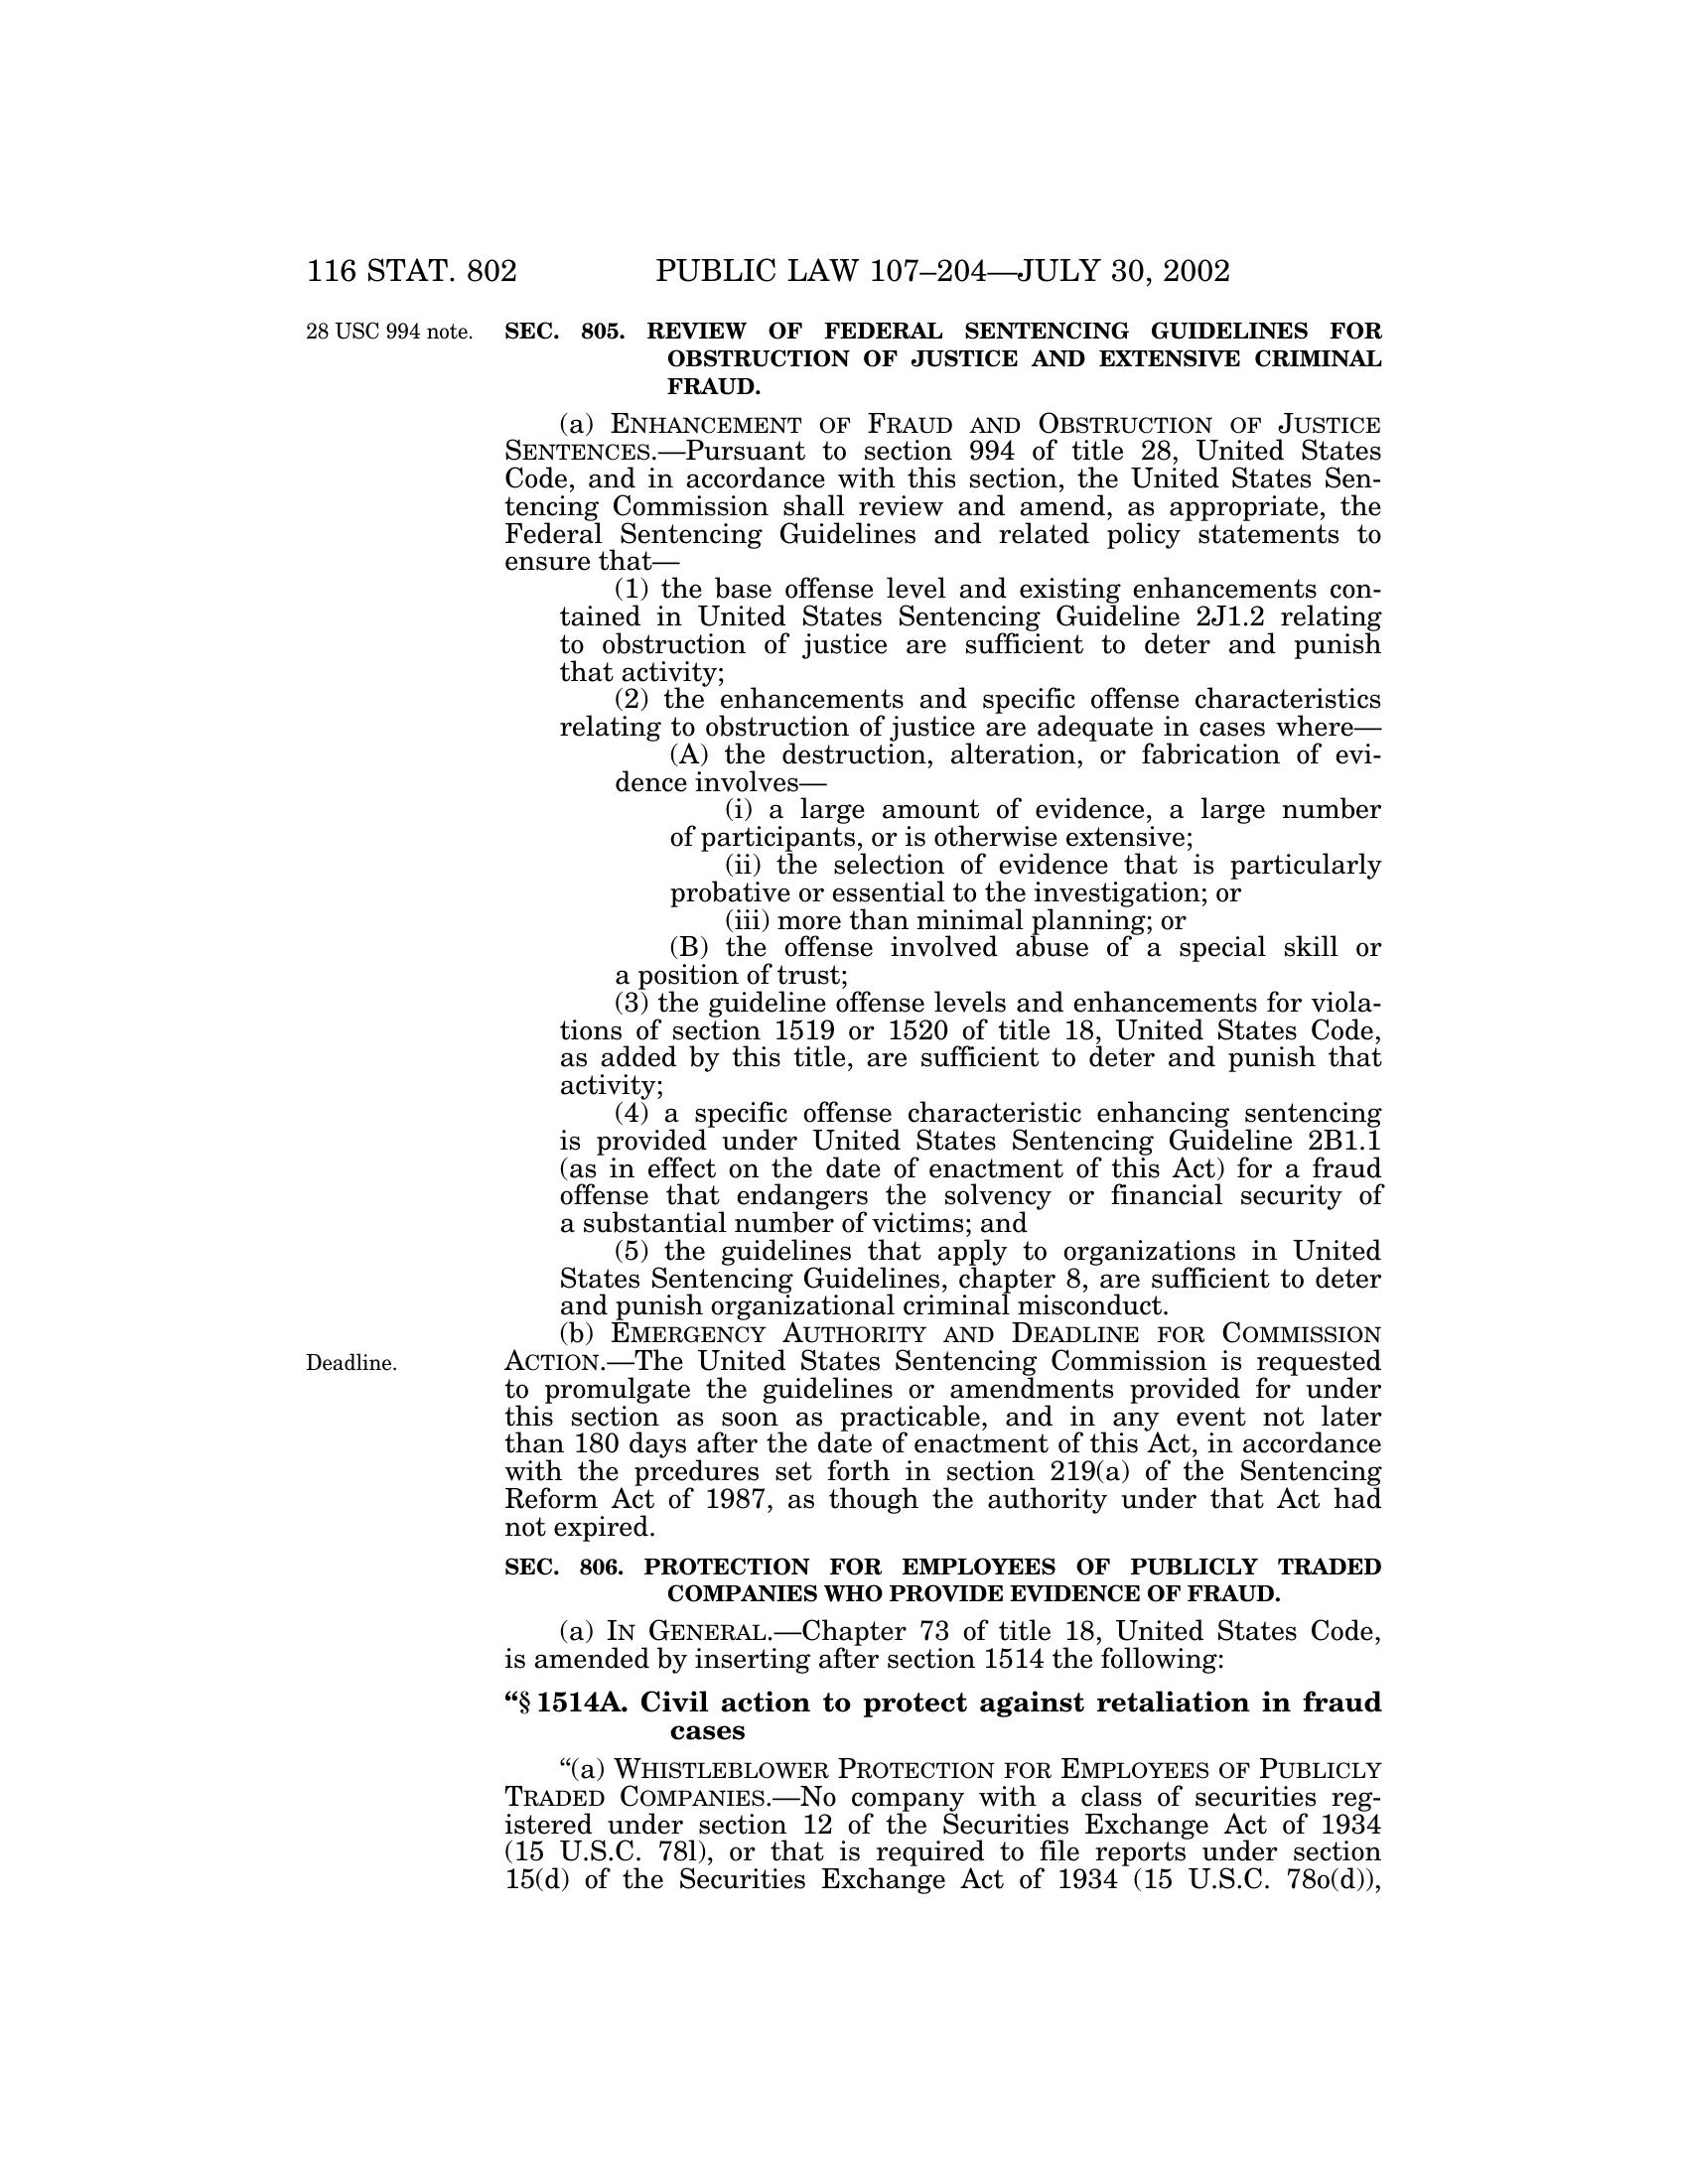 116 STAT. 802 PUBLIC LAW 107–204—JULY 30, 2002
28 USC 994 note.
SEC. 805. REVIEW OF FEDERAL SENTENCING GUIDELINES FOR
OBSTRUCTION OF JUSTICE AND EXTENSIVE CRIMINAL
FRAUD.
(a) ENHANCEMENT OF FRAUD AND OBSTRUCTION OF JUSTICE
SENTENCES.—Pursuant to section 994 of title 28, United States
Code, and in accordance with this section, the United States Sen-
tencing Commission shall review and amend, as appropriate, the
Federal Sentencing Guidelines and related policy statements to
ensure that—
(1) the base offense level and existing enhancements con-
tained in United States Sentencing Guideline 2J1.2 relating
to obstruction of justice are sufficient to deter and punish
that activity;
(2) the enhancements and specific offense characteristics
relating to obstruction of justice are adequate in cases where—
(A) the destruction, alteration, or fabrication of evi-
dence involves—
(i) a large amount of evidence, a large number
of participants, or is otherwise extensive;
(ii) the selection of evidence that is particularly
probative or essential to the investigation; or
(iii) more than minimal planning; or
(B) the offense involved abuse of a special skill or
a position of trust;
(3) the guideline offense levels and enhancements for viola-
tions of section 1519 or 1520 of title 18, United States Code,
as added by this title, are sufficient to deter and punish that
activity;
(4) a specific offense characteristic enhancing sentencing
is provided under United States Sentencing Guideline 2B1.1
(as in effect on the date of enactment of this Act) for a fraud
offense that endangers the solvency or financial security of
a substantial number of victims; and
(5) the guidelines that apply to organizations in United
States Sentencing Guidelines, chapter 8, are sufficient to deter
and punish organizational criminal misconduct.
(b) EMERGENCY AUTHORITY AND DEADLINE FOR COMMISSION
Deadline.
ACTION.—The United States Sentencing Commission is requested
to promulgate the guidelines or amendments provided for under
this section as soon as practicable, and in any event not later
than 180 days after the date of enactment of this Act, in accordance
with the prcedures set forth in section 219(a) of the Sentencing
Reform Act of 1987, as though the authority under that Act had
not expired.
SEC. 806. PROTECTION FOR EMPLOYEES OF PUBLICLY TRADED
COMPANIES WHO PROVIDE EVIDENCE OF FRAUD.
(a) IN GENERAL.—Chapter 73 of title 18, United States Code,
is amended by inserting after section 1514 the following:
“§ 1514A. Civil action to protect against retaliation in fraud
cases
“(a) WHISTLEBLOWER PROTECTION FOR EMPLOYEES OF PUBLICLY
TRADED COMPANIES.—No company with a class of securities reg-
istered under section 12 of the Securities Exchange Act of 1934
(15 U.S.C. 78l), or that is required to file reports under section
15(d) of the Securities Exchange Act of 1934 (15 U.S.C. 78o(d)),